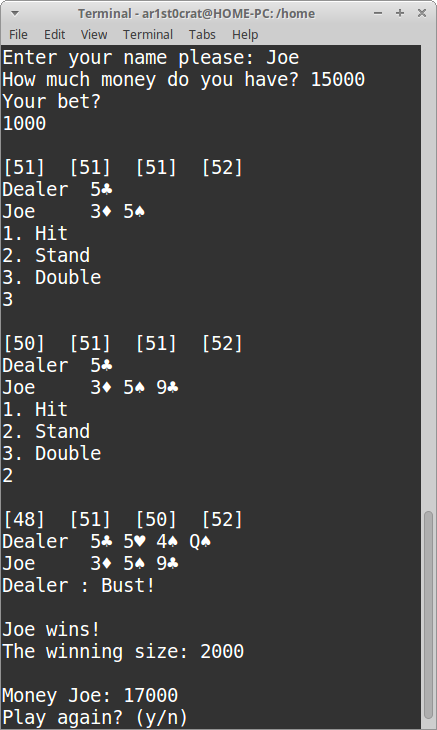 Terminal - ar1st0crat@HOME-PC: /home
File Edit View Terminal Tabs Help
Enter your name please: Joe
How much money do you have? 15000
Your bet?
1000
[51] [51] [51] [52]
Dealer 5♣
Joe 3♦ 5♠
1. Hit
2. Stand
3. Double
3
[50] [51] [51] [52]
Dealer 5♣
Joe 3♦ 5♠ 9♣
1. Hit
2. Stand
3. Double
2
[48] [51] [50] [52]
Dealer 5♣ 5♥ 4♠ Q♠
Joe 3♦ 5♠ 9♣
Dealer : Bust!
Joe wins!
The winning size: 2000
Money Joe: 17000
Play again? (y/n)